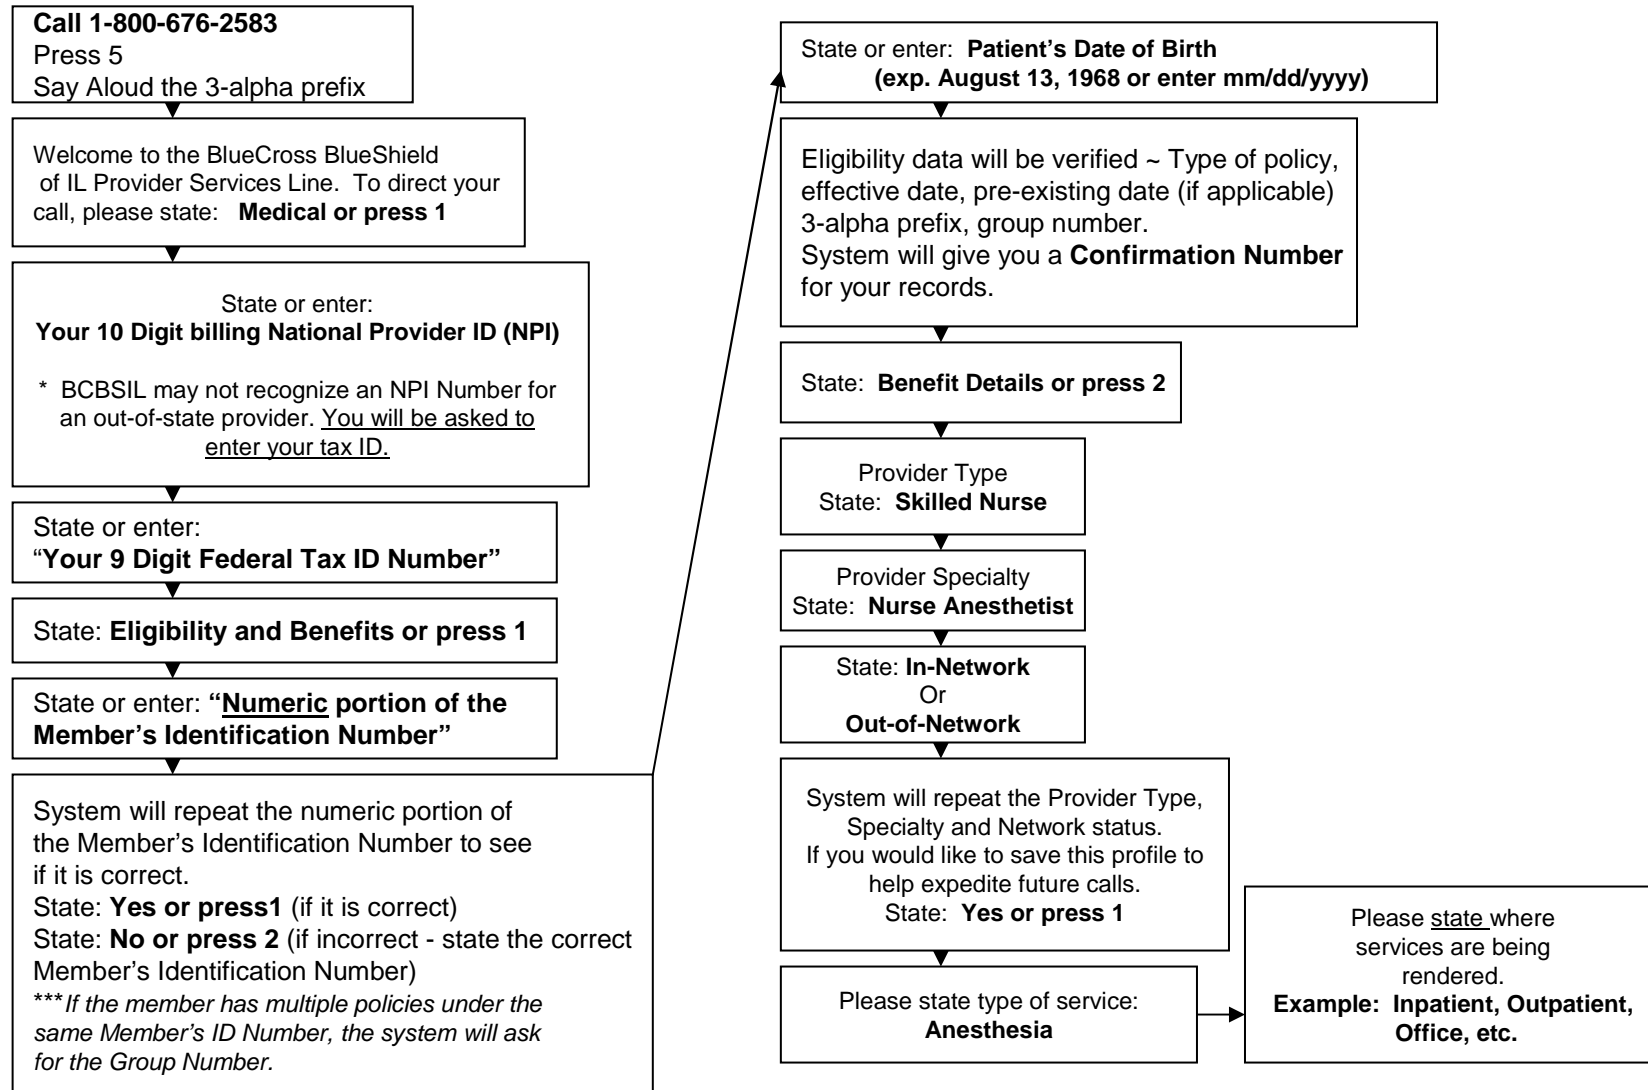 Call 1-800-676-2583
Press 5
Say Aloud the 3-alpha prefix
Welcome to the BlueCross BlueShield
of IL Provider Services Line. To direct your
call, please state: Medical or press 1
State or enter:
Your 10 Digit billing National Provider ID (NPI)
* BCBSIL may not recognize an NPI Number for
an out-of-state provider. You will be asked to
enter your tax ID.
State or enter:
“Your 9 Digit Federal Tax ID Number”
State: Eligibility and Benefits or press 1
State or enter: “Numeric portion of the
Member’s Identification Number”
System will repeat the numeric portion of
the Member’s Identification Number to see
if it is correct.
State: Yes or press1 (if it is correct)
State: No or press 2 (if incorrect - state the correct
Member’s Identification Number)
***If the member has multiple policies under the
same Member’s ID Number, the system will ask
for the Group Number.
State or enter: Patient’s Date of Birth
(exp. August 13, 1968 or enter mm/dd/yyyy)
Eligibility data will be verified ~ Type of policy,
effective date, pre-existing date (if applicable)
3-alpha prefix, group number.
System will give you a Confirmation Number
for your records.
State: Benefit Details or press 2
Provider Type
State: Skilled Nurse
Provider Specialty
State: Nurse Anesthetist
State: In-Network
Or
Out-of-Network
System will repeat the Provider Type,
Specialty and Network status.
If you would like to save this profile to
help expedite future calls.
State: Yes or press 1
Please state type of service:
Anesthesia
Please state where
services are being
rendered.
Example: Inpatient, Outpatient,
Office, etc.